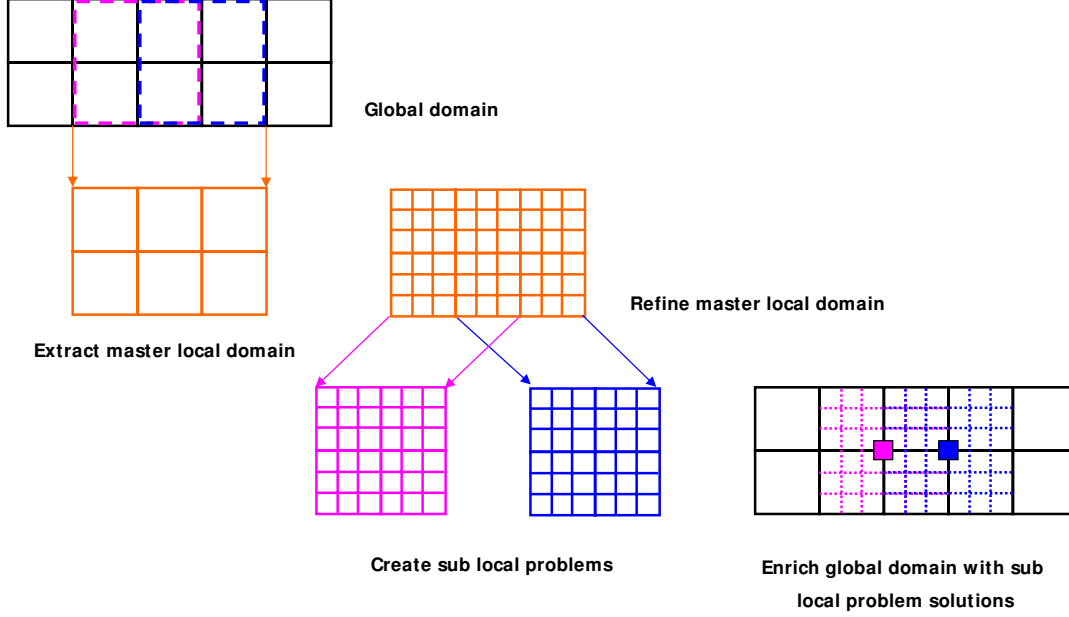 Global domain
Refine master local domain
Extract master local domain
Create sub local problems
Enrich global domain with sub
local problem solutions